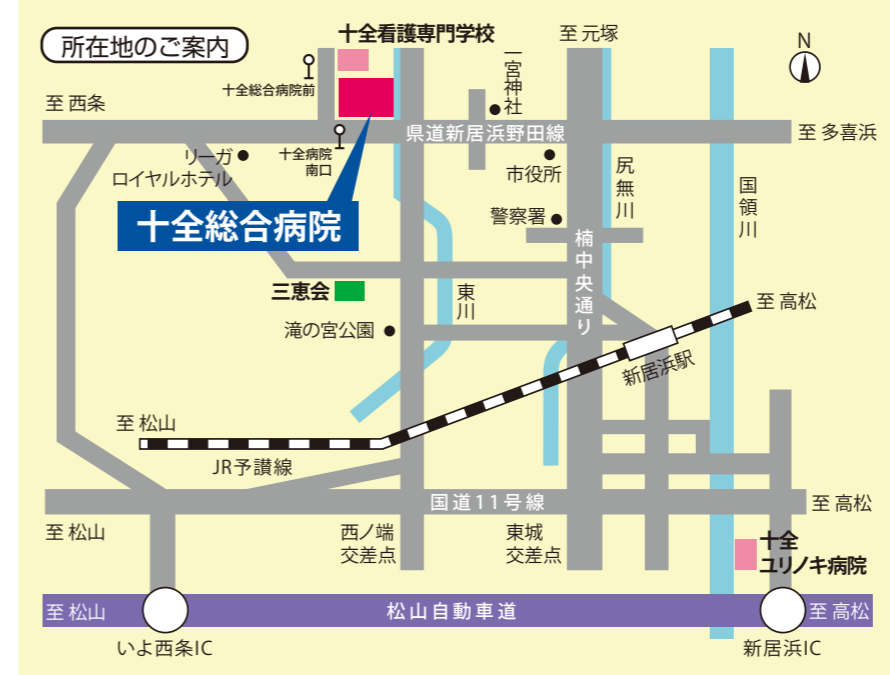 所在地のご案内
十全看護専門学校
至 元塚
N
十全総合病院前
一宮神社
至 西条
県道新居浜野田線
至 多喜浜
リーガ
ロイヤルホテル
十全病院
南口
市役所
尻無川
国領川
警察署
十全総合病院
楠中央通り
三恵会
東川
至 高松
滝の宮公園
新居浜駅
至 松山
JR予讃線
国道11号線
至 高松
至 松山
西ノ端
交差点
東城
交差点
十全
ユリノキ病院
至 松山
松山自動車道
至 高松
いよ西条IC
新居浜IC